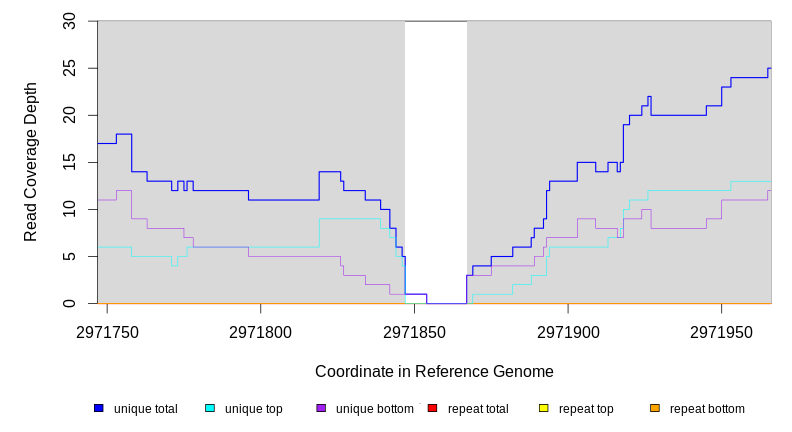 30
25
20
15
10
5
0
Read Coverage Depth
2971750 2971800 2971850 2971900 2971950
Coordinate in Reference Genome
unique total unique top unique bottom repeat total repeat top repeat bottom